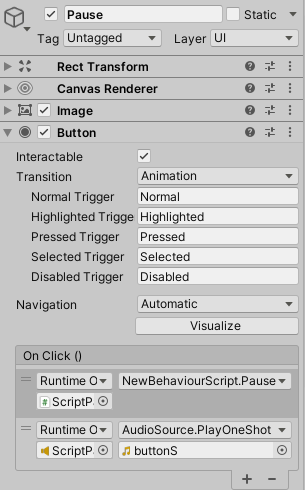 Pause
Static
Tag Untagged Layer UI
Rect Transform
Canvas Renderer
Image
Button
Interactable
Transition Animation
Normal Trigger Normal
Highlighted Trigge Highlighted
Pressed Trigger Pressed
Selected Trigger Selected
Disabled Trigger Disabled
Navigation Automatic
Visualize
On Click ()
Runtime O NewBehaviourScript.Pause
ScriptP
Runtime O AudioSource.PlayOneShot
ScriptP buttonS